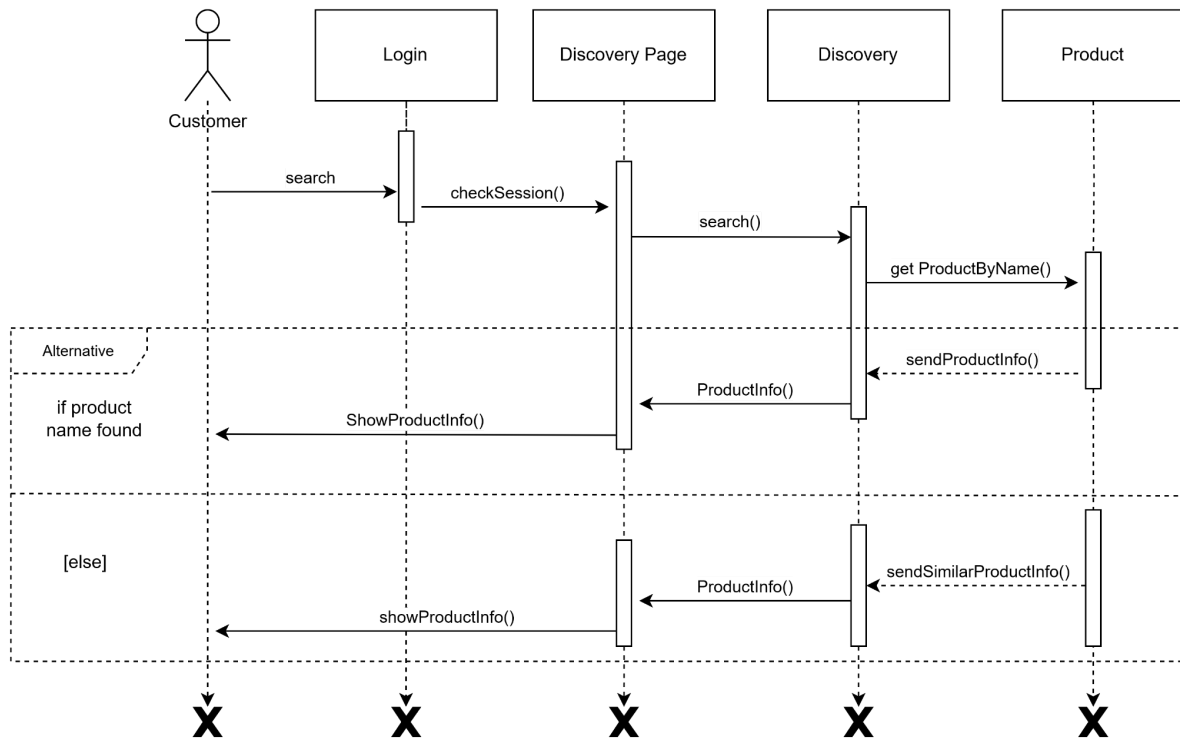 Login
Discovery Page
Discovery
Product
Customer
search
checkSession()
search()
get ProductByName()
Alternative
sendProductInfo()
if product
name found
ProductInfo()
ShowProductInfo()
[else]
sendSimilarProductInfo()
ProductInfo()
showProductInfo()
X X X X X